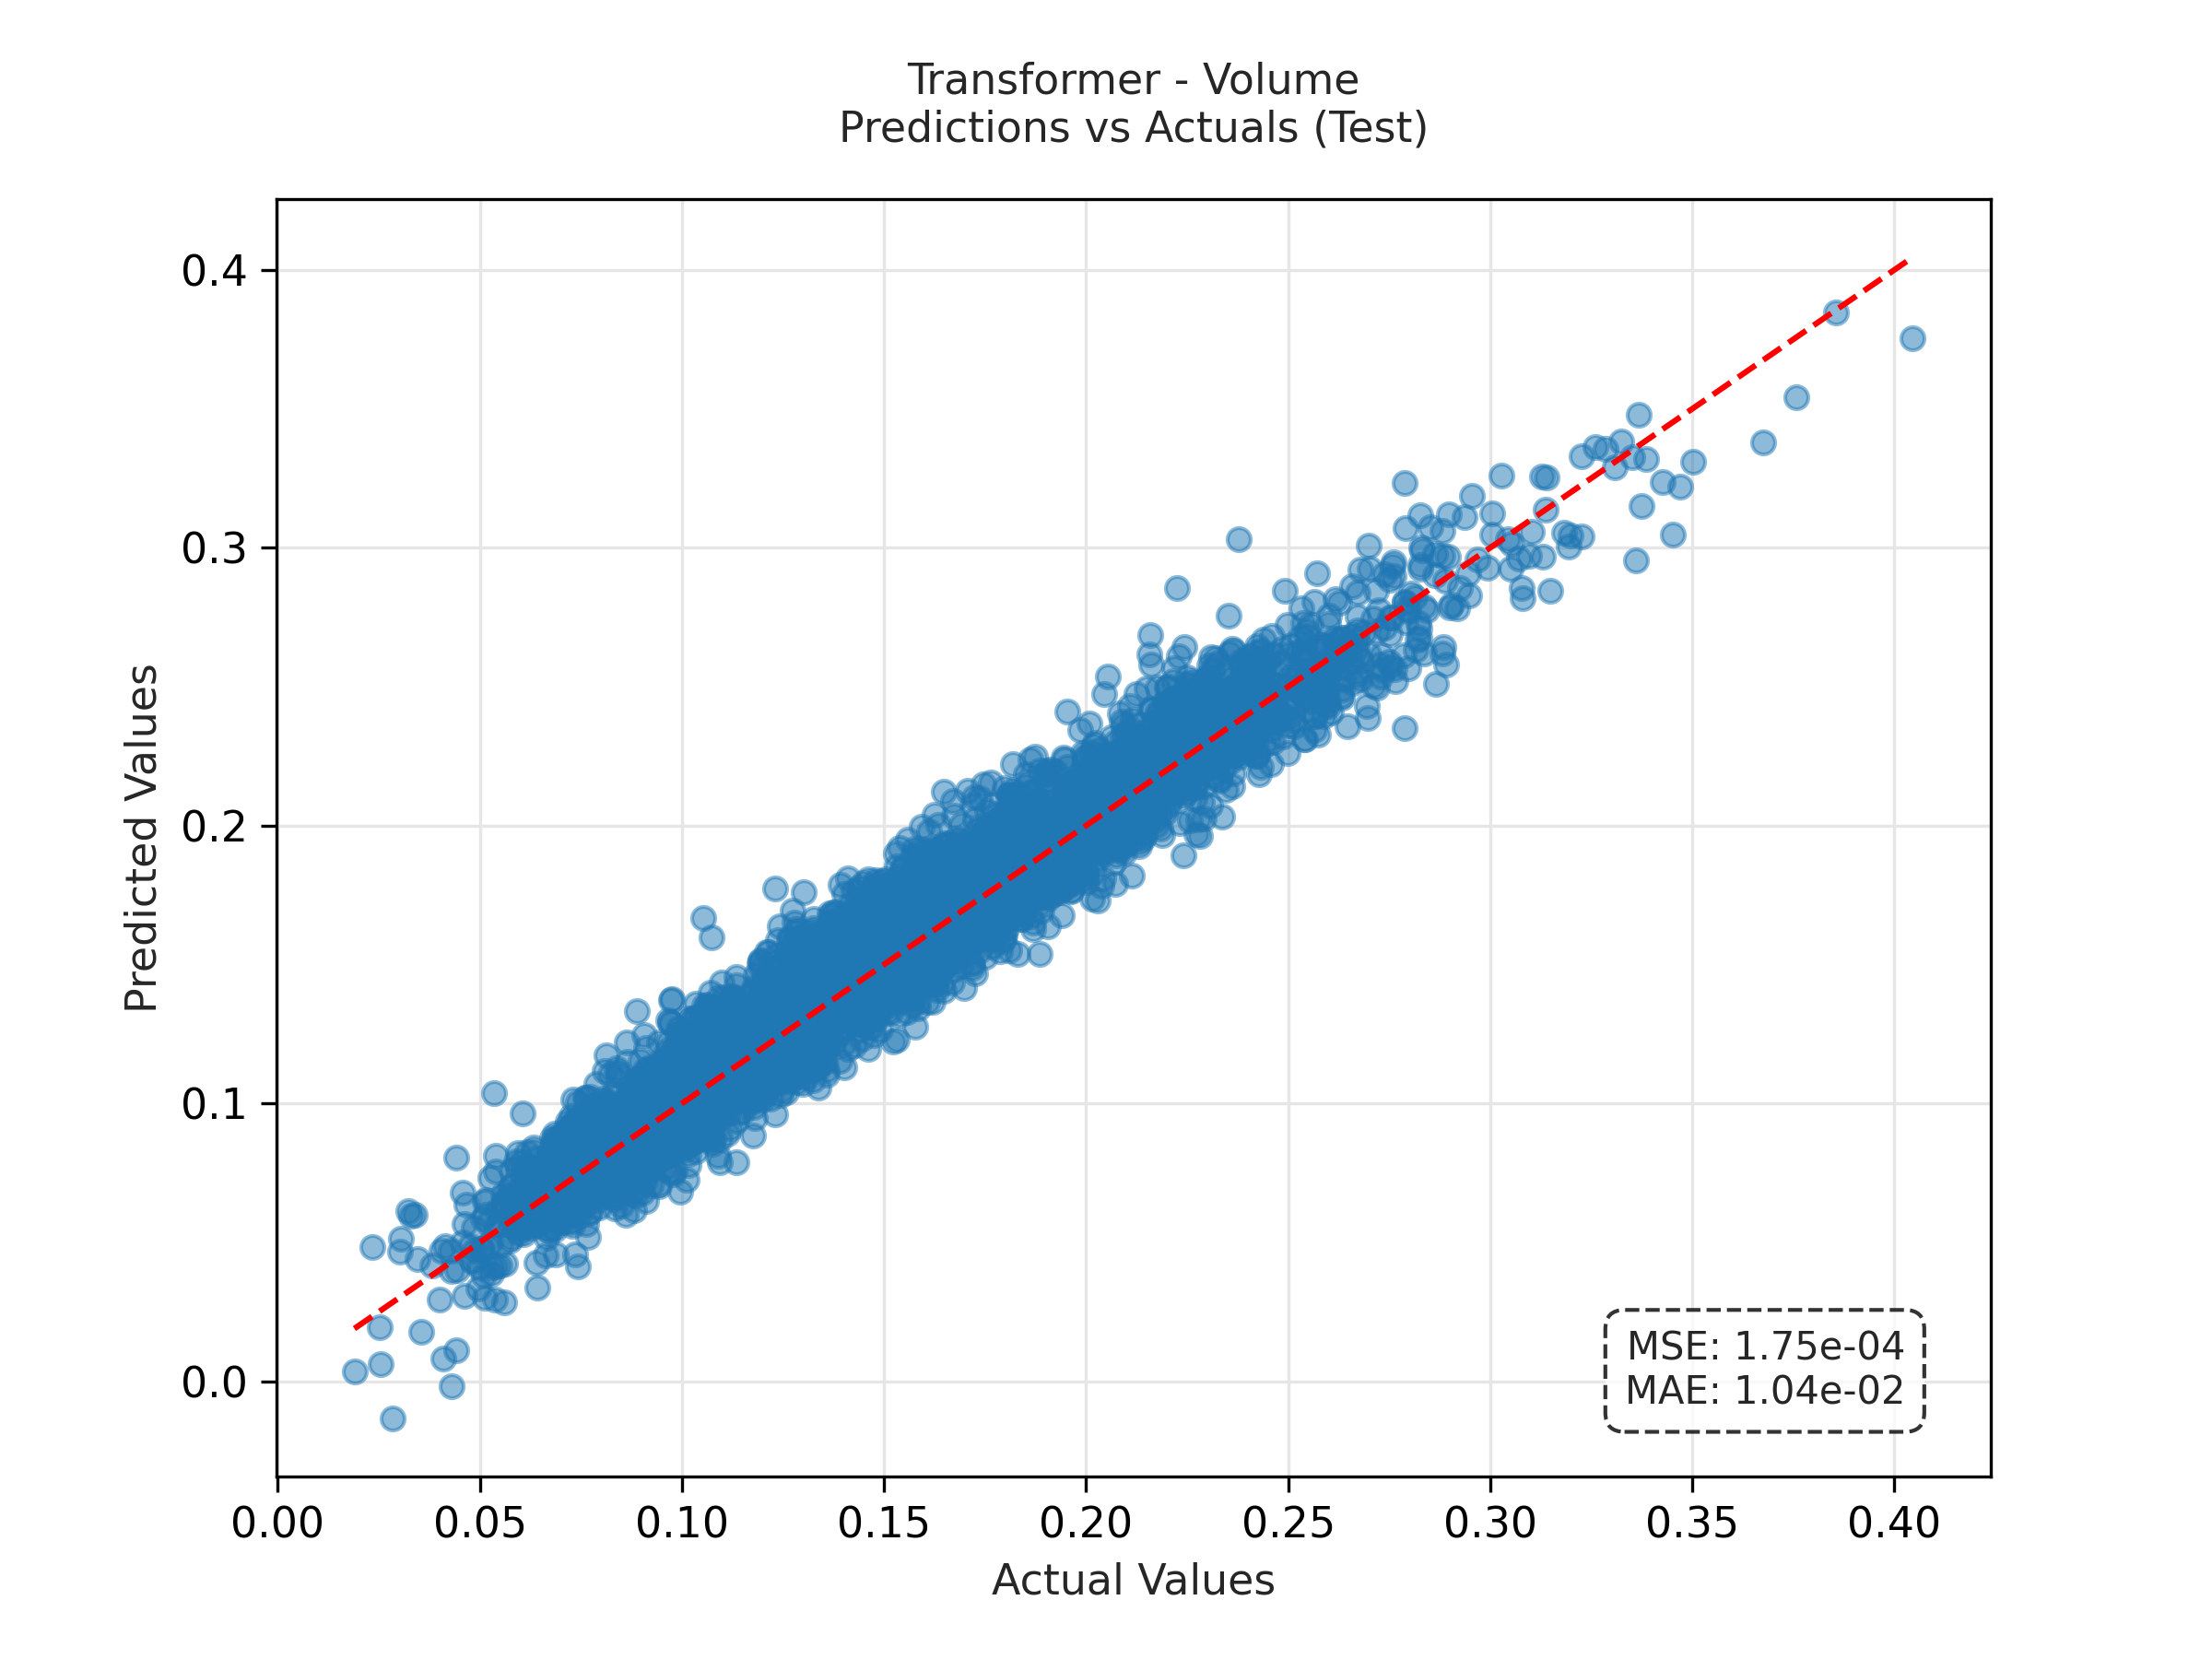 Transformer - Volume
Predictions vs Actuals (Test)
Predicted Values
0.4
0.3
0.2
0.1
0.0
MSE: 1.75e-04
MAE: 1.04e-02
0.00 0.05 0.10 0.15 0.20 0.25 0.30 0.35 0.40
Actual Values